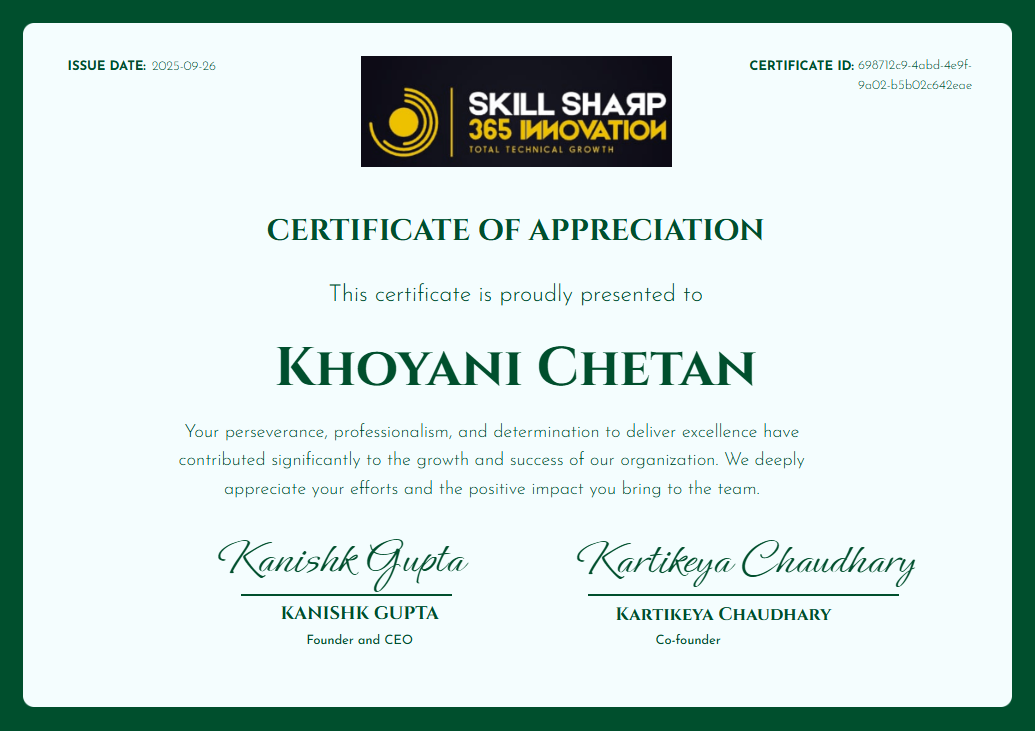 ISSUE DATE: 2025-09-26
CERTIFICATE ID: 698712c9-4abd-4e9f-
9a02-b5b02c642eae
SKILL SHARP
365 INNOVATION
TOTAL TECHNICAL GROWTH
CERTIFICATE OF APPRECIATION
This certificate is proudly presented to
Khoyani Chetan
Your perseverance, professionalism, and determination to deliver excellence have
contributed significantly to the growth and success of our organization. We deeply
appreciate your efforts and the positive impact you bring to the team.
Kanishk Gupta
Kartikeya Chaudhary
KANISHK GUPTA
Kartikeya Chaudhary
Founder and CEO
Co-founder